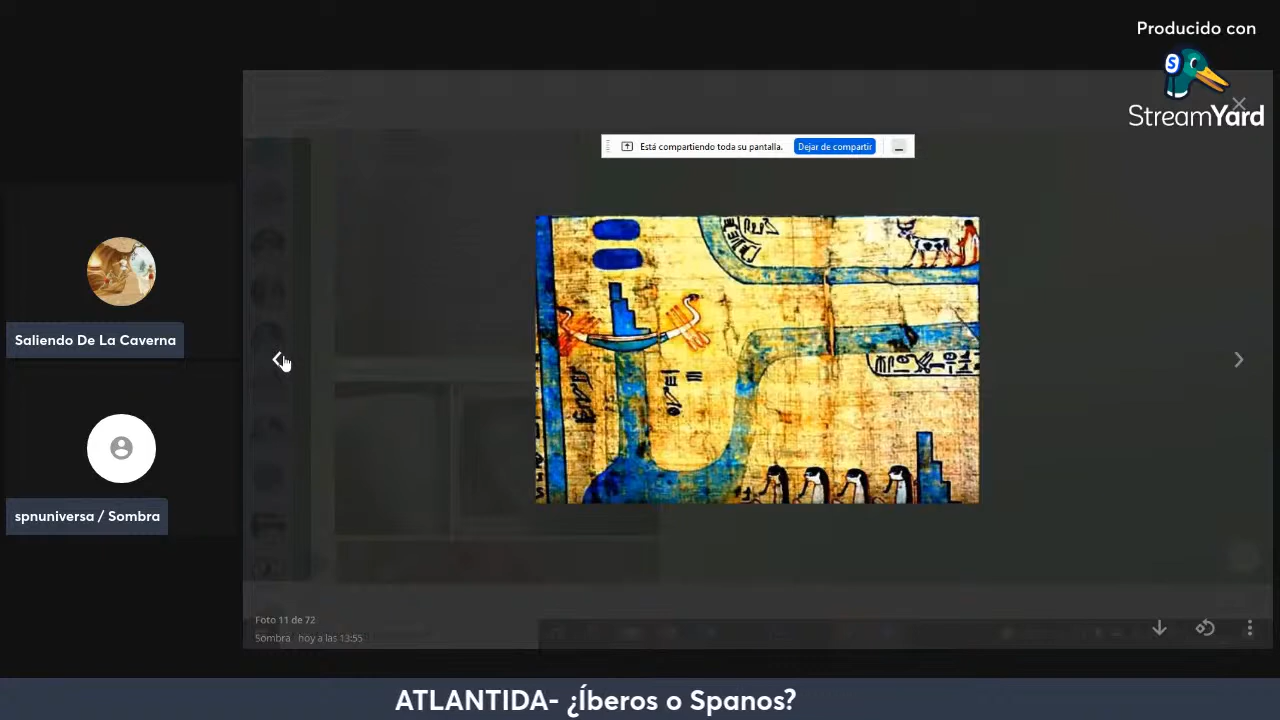 Producido con
StreamYard
Está compartiendo toda su pantalla.
Dejar de compartir
Saliendo De La Caverna
spnuniversa / Sombra
Foto 11 de 72
Sombra hoy a las 13:55
ATLANTIDA- ¿Íberos o Spanos?